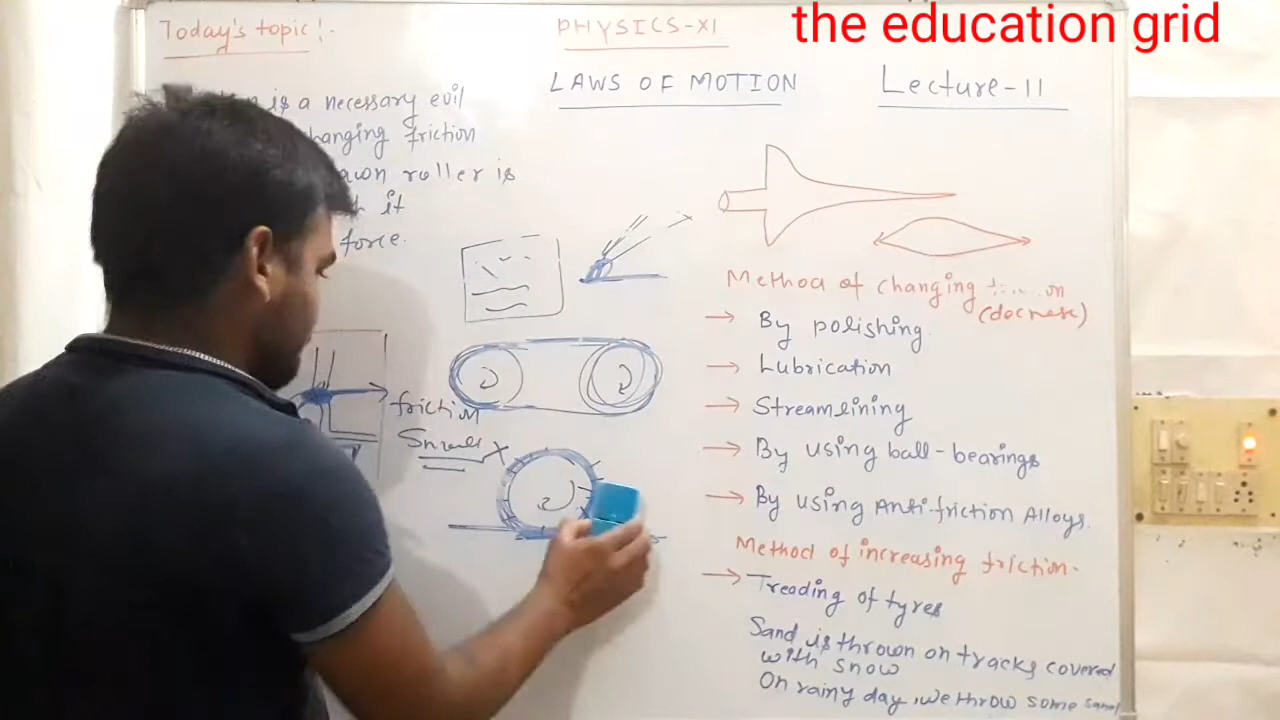 the education grid
Today's topic :-
PHYSICS-XI
LAWS OF MOTION
Lecture-11
is a necessary evil
changing friction
roller is
it
force.
friction
Method of changing
(decrease)
→ By polishing.
→ Lubrication
→ Streamlining
→ By using ball-bearings
→ By using Anti-friction Alloys.
Method of increasing friction.
→ Treading of tyres
Sand is thrown on tracks covered
with snow
On rainy day, we throw some sand